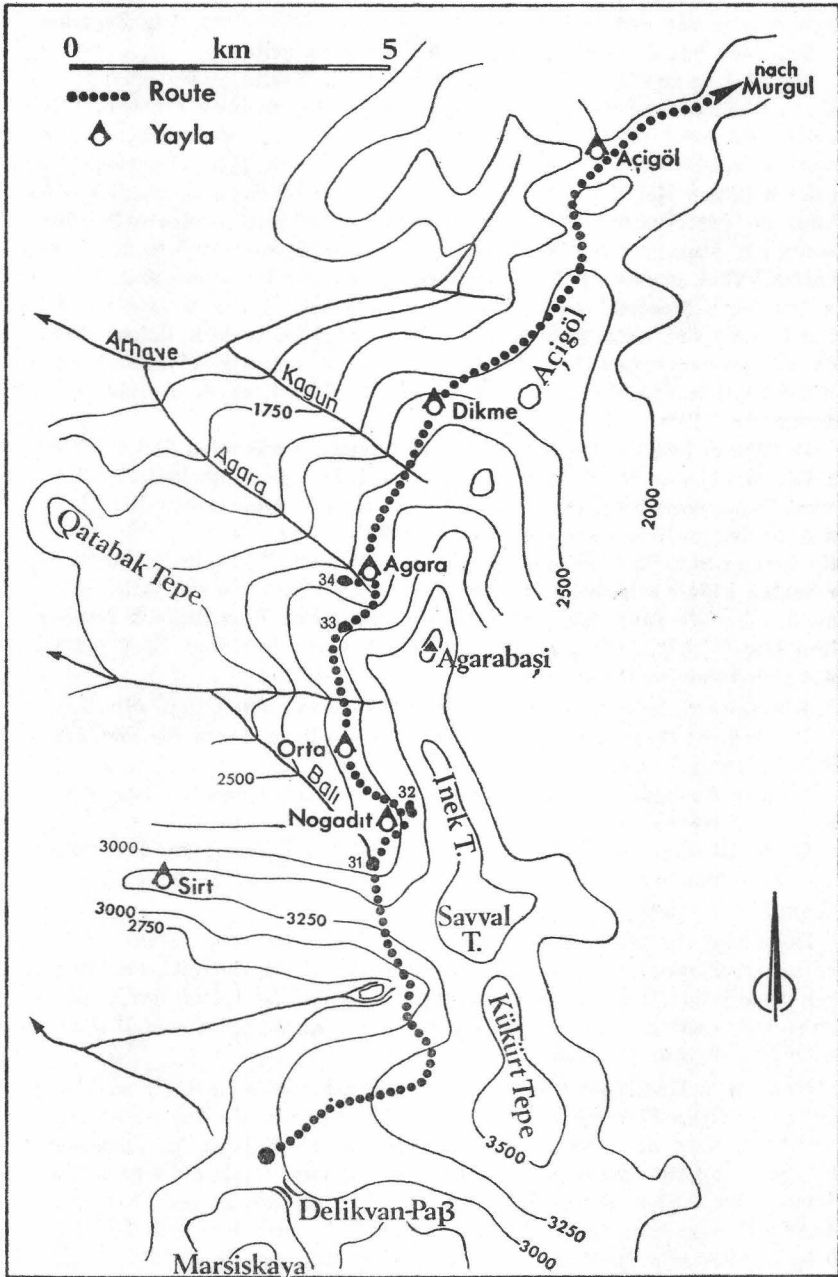 0 km 5
Route
Yayla
nach
Murgul
Açigöl
Açigöl
Arhave
Kagun
1750
Dikme
Agara
2000
Qatabak Tepe
2500
Agara
34
33
Agarabaşi
Orta
2500
Balı
Inek T.
32
Nogadıt
3000
31
Sirt
3250
Savval
T.
3000
2750
Kükürt Tepe
3500
Delikvan-Paß
3250
3000
Marsiskaya